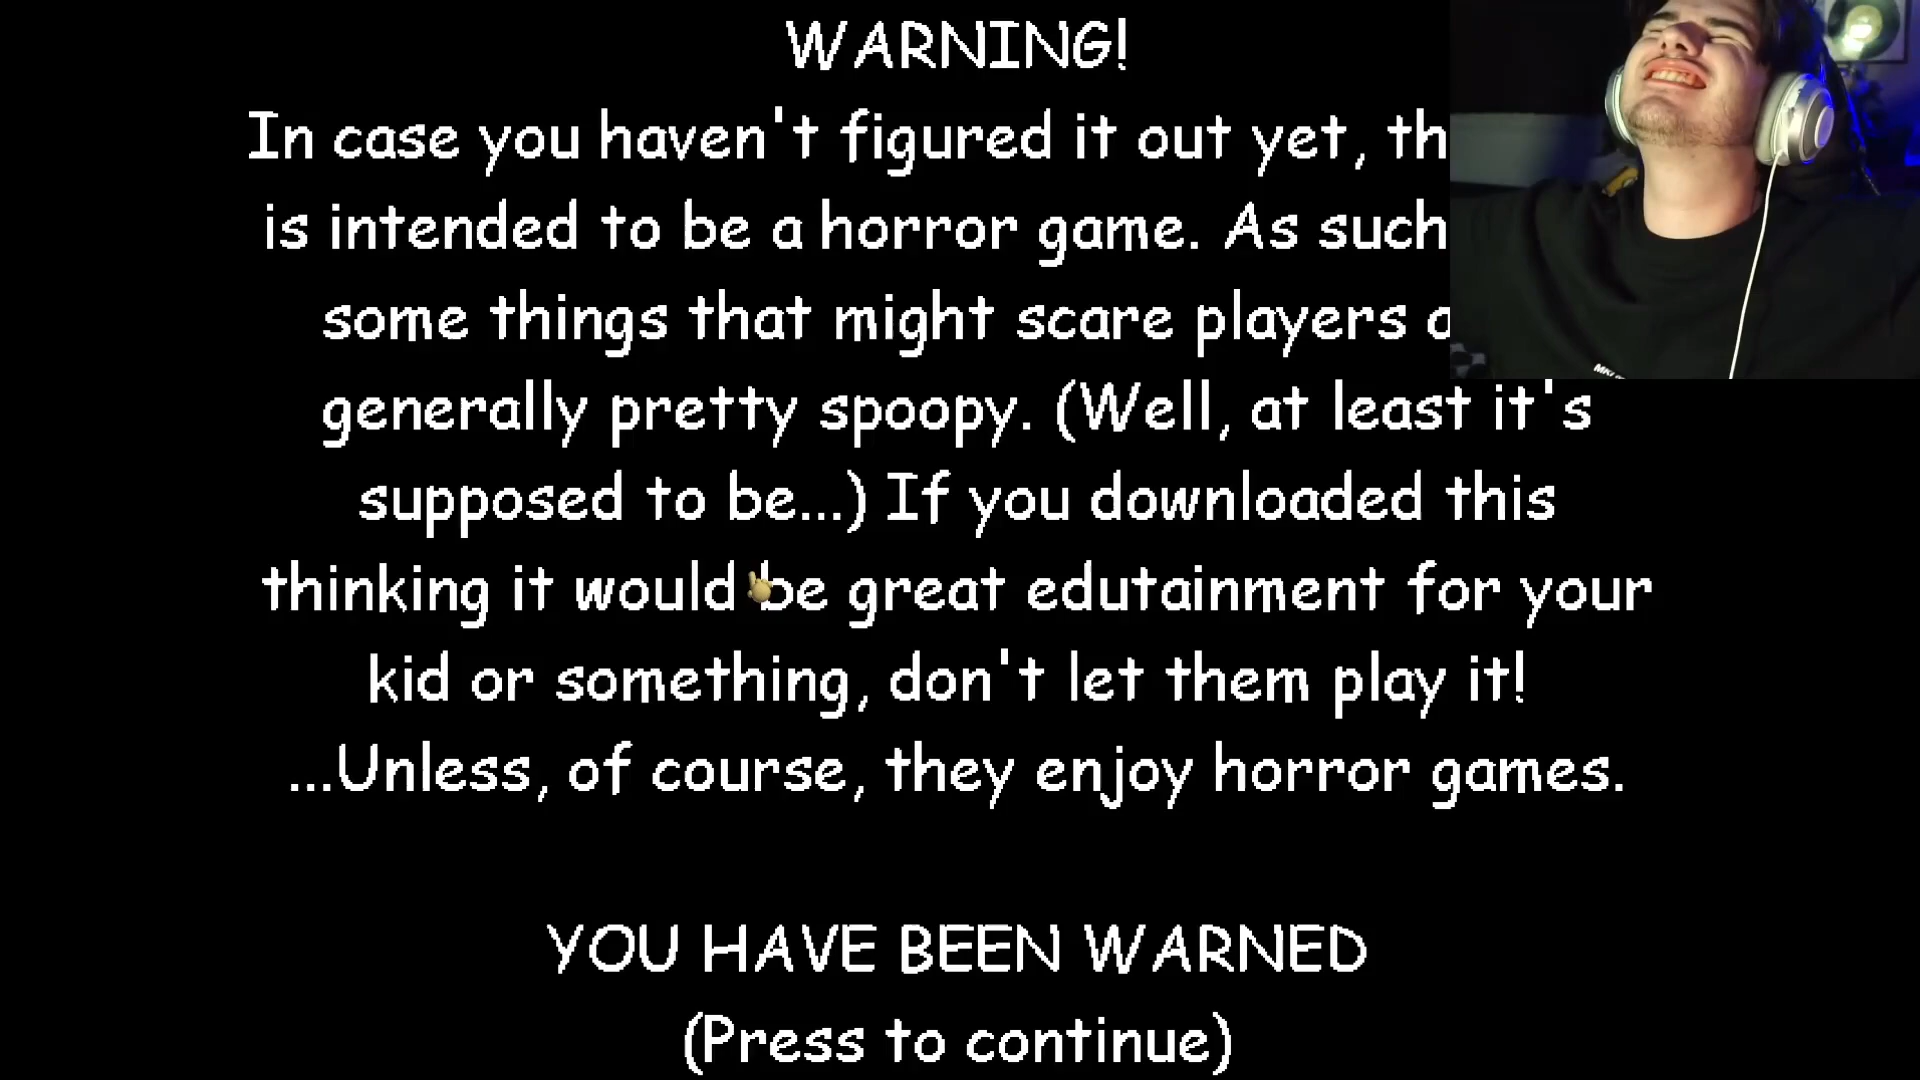 WARNING!
In case you haven't figured it out yet,
is intended to be a horror game. As such
some things that might scare players
generally pretty spoopy. (Well, at least it's
supposed to be...) If you downloaded this
thinking it would be great edutainment for your
kid or something, don't let them play it!
...Unless, of course, they enjoy horror games.
YOU HAVE BEEN WARNED
(Press to continue)